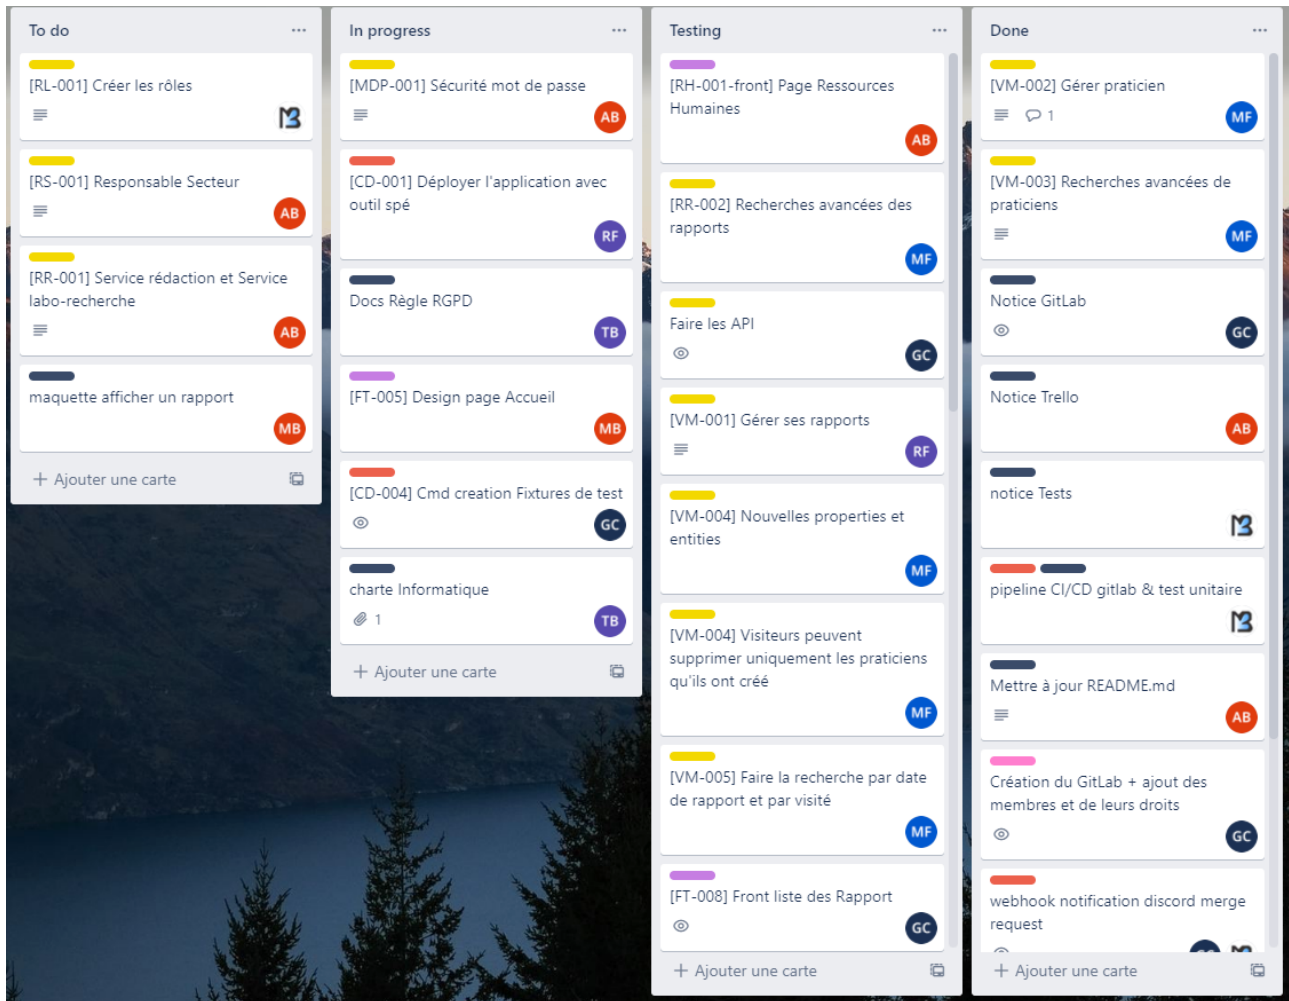 To do
[RL-001] Créer les rôles
[RS-001] Responsable Secteur
AB
[RR-001] Service rédaction et Service
labo-recherche
AB
maquette afficher un rapport
MB
+ Ajouter une carte
In progress
[MDP-001] Sécurité mot de passe
AB
[CD-001] Déployer l'application avec
outil spé
RF
Docs Règle RGPD
TB
[FT-005] Design page Accueil
MB
[CD-004] Cmd creation Fixtures de test
GC
charte Informatique
1
TB
+ Ajouter une carte
Testing
[RH-001-front] Page Ressources
Humaines
AB
[RR-002] Recherches avancées des
rapports
MF
Faire les API
GC
[VM-001] Gérer ses rapports
RF
[VM-004] Nouvelles properties et
entities
MF
[VM-004] Visiteurs peuvent
supprimer uniquement les praticiens
qu'ils ont créé
MF
[VM-005] Faire la recherche par date
de rapport et par visité
MF
[FT-008] Front liste des Rapport
GC
+ Ajouter une carte
Done
[VM-002] Gérer praticien
1
MF
[VM-003] Recherches avancées de
praticiens
MF
Notice GitLab
GC
Notice Trello
AB
notice Tests
pipeline CI/CD gitlab & test unitaire
Mettre à jour README.md
AB
Création du GitLab + ajout des
membres et de leurs droits
GC
webhook notification discord merge
request
+ Ajouter une carte